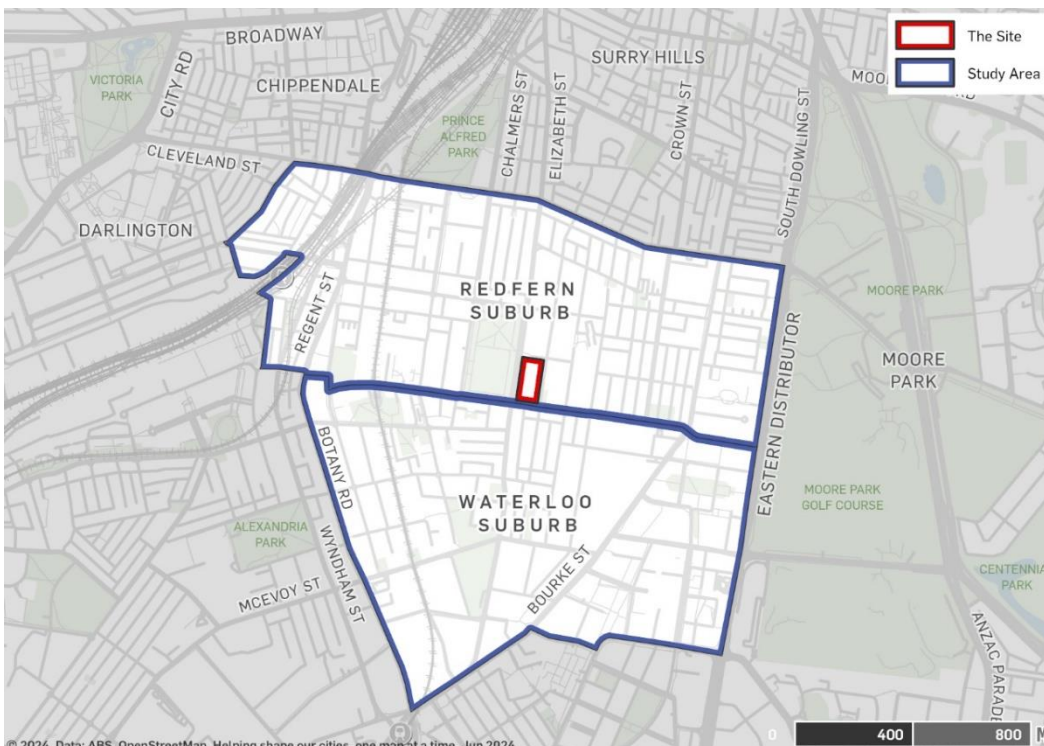 The Site
Study Area
BROADWAY
SURRY HILLS
VICTORIA
PARK
CITY RD
CHIPPENDALE
PRINCE
ALFRED
PARK
CHALMERS ST
ELIZABETH ST
CROWN ST
SOUTH DOWLING ST
CLEVELAND ST
DARLINGTON
REGENT ST
REDFERN
SUBURB
MOORE PARK
MOORE
PARK
EASTERN DISTRIBUTOR
BOTANY RD
WATERLOO
SUBURB
MOORE PARK
GOLF COURSE
ALEXANDRIA
PARK
WYNDHAM ST
BOURKE ST
MCEVOY ST
CENTENNIA
PARK
ANZAC PARADE
0 400 800 M
© 2024. Data: ABS, OpenStreetMap. Helping shape our cities, one map at a time. Jun 2024